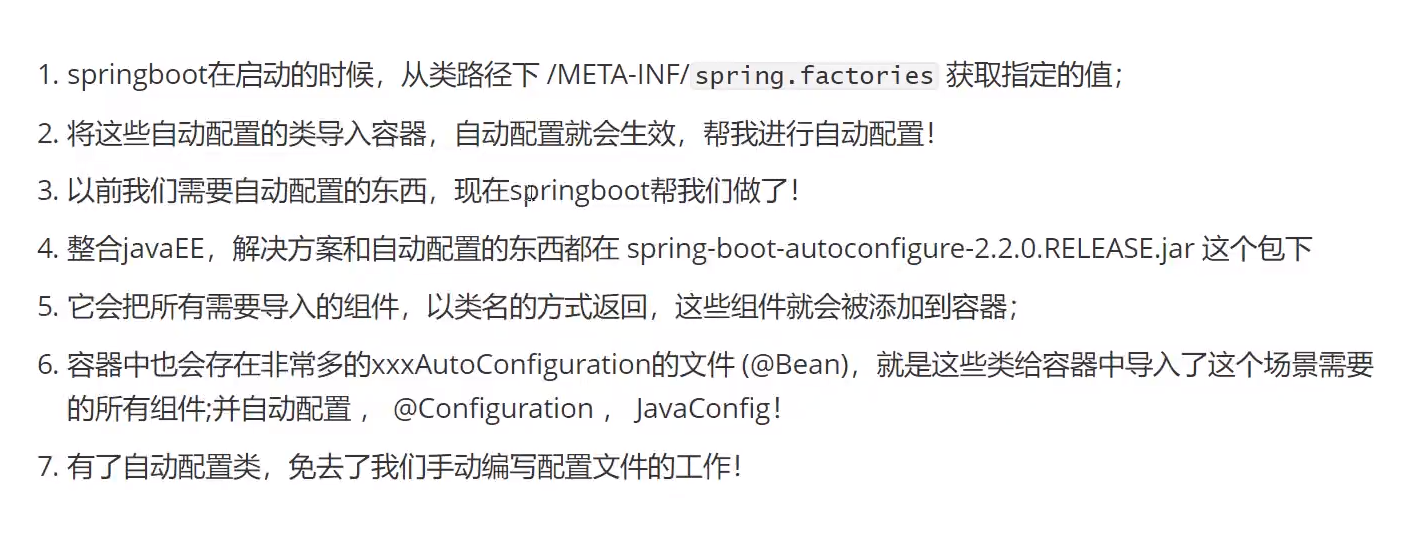 1. springboot在启动的时候，从类路径下 /META-INF/spring.factories 获取指定的值；
2. 将这些自动配置的类导入容器，自动配置就会生效，帮我进行自动配置！
3. 以前我们需要自动配置的东西，现在springboot帮我们做了！
4. 整合javaEE，解决方案和自动配置的东西都在 spring-boot-autoconfigure-2.2.0.RELEASE.jar 这个包下
5. 它会把所有需要导入的组件，以类名的方式返回，这些组件就会被添加到容器；
6. 容器中也会存在非常多的xxxAutoConfiguration的文件 (@Bean)，就是这些类给容器中导入了这个场景需要
的所有组件;并自动配置 ， @Configuration ， JavaConfig！
7. 有了自动配置类，免去了我们手动编写配置文件的工作！